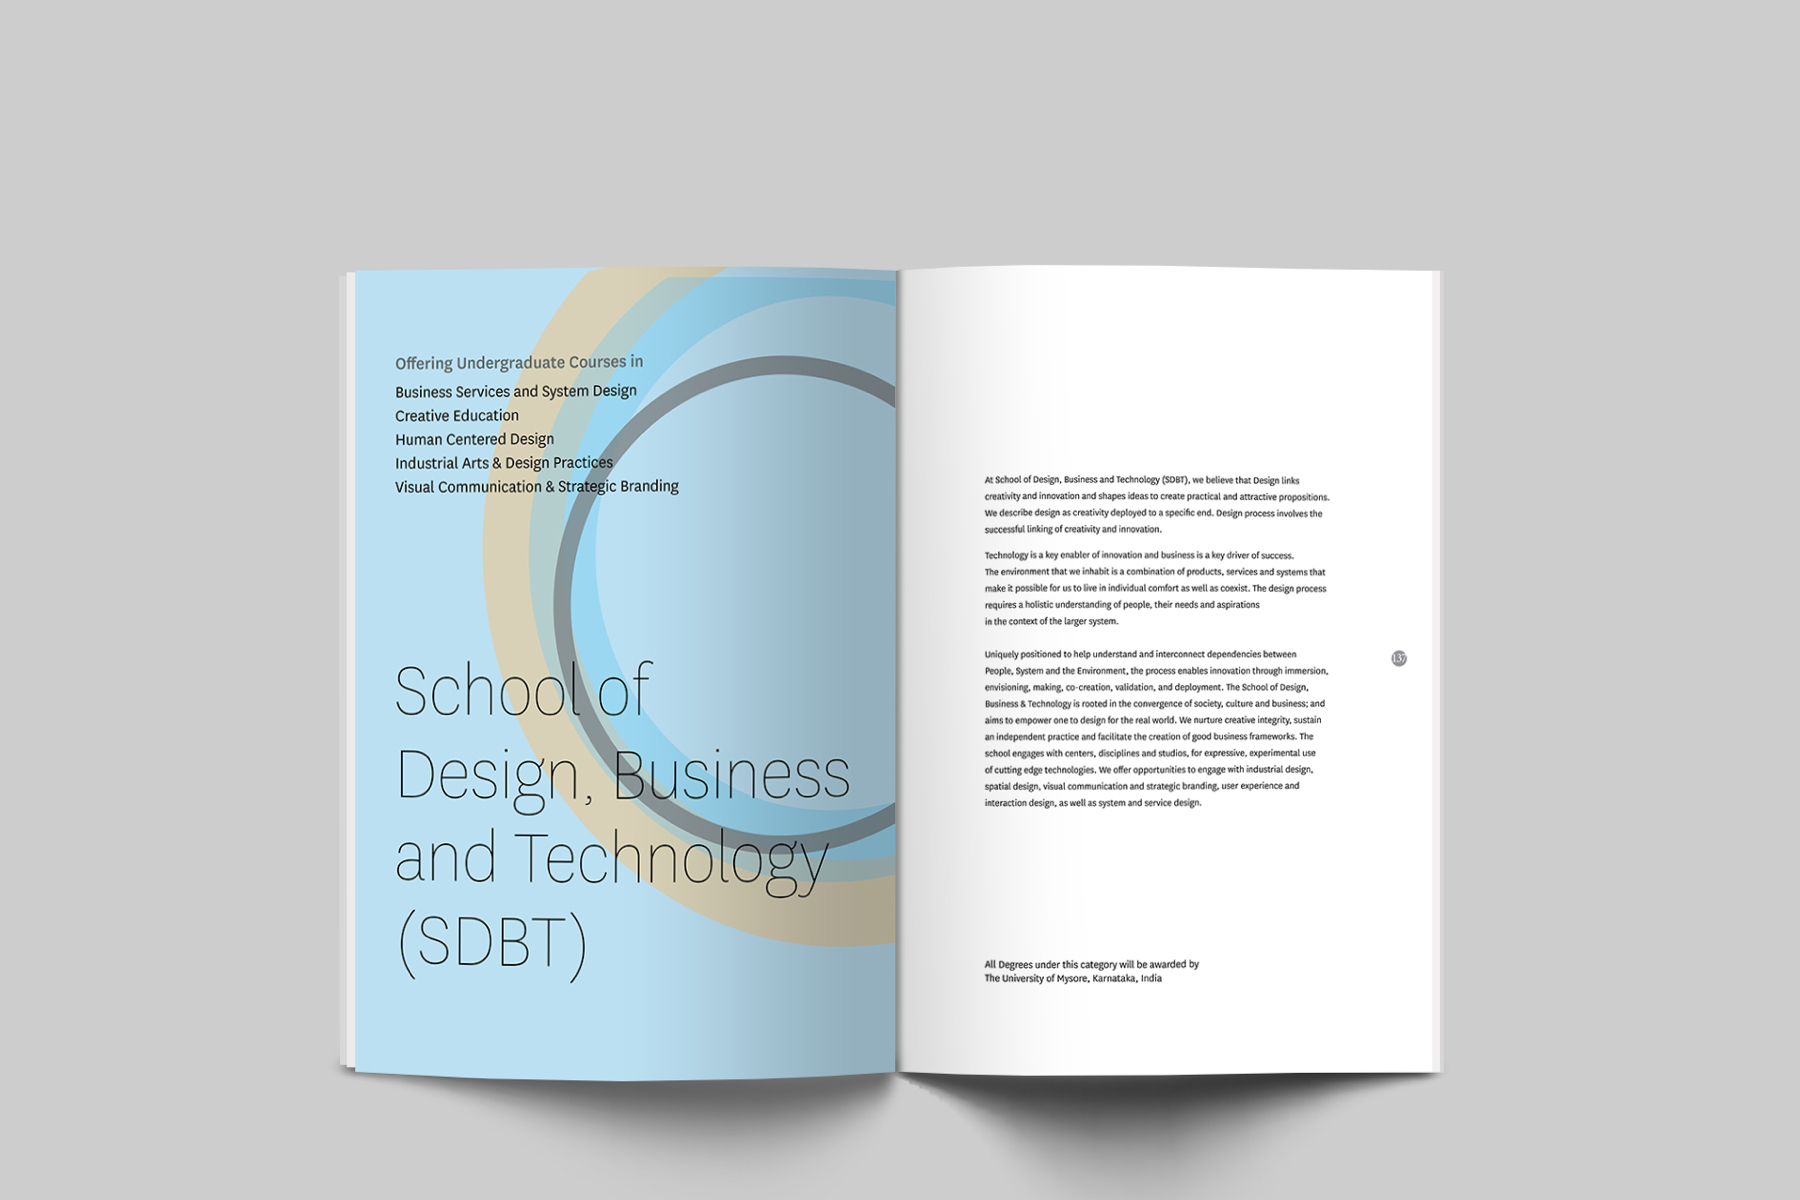 Offering Undergraduate Courses in
Business Services and System Design
Creative Education
Human Centered Design
Industrial Arts & Design Practices
Visual Communication & Strategic Branding
School of
Design, Business
and Technology
(SDBT)
At School of Design, Business and Technology (SDBT), we believe that Design links
creativity and innovation and shapes ideas to create practical and attractive propositions.
We describe design as creativity deployed to a specific end. Design process involves the
successful linking of creativity and innovation.
Technology is a key enabler of innovation and business is a key driver of success.
The environment that we inhabit is a combination of products, services and systems that
make it possible for us to live in individual comfort as well as coexist. The design process
requires a holistic understanding of people, their needs and aspirations
in the context of the larger system.
Uniquely positioned to help understand and interconnect dependencies between
People, System and the Environment, the process enables innovation through immersion,
envisioning, making, co-creation, validation, and deployment. The School of Design,
Business & Technology is rooted in the convergence of society, culture and business; and
aims to empower one to design for the real world. We nurture creative integrity, sustain
an independent practice and facilitate the creation of good business frameworks. The
school engages with centers, disciplines and studios, for expressive, experimental use
of cutting edge technologies. We offer opportunities to engage with industrial design,
spatial design, visual communication and strategic branding, user experience and
interaction design, as well as system and service design.
137
All Degrees under this category will be awarded by
The University of Mysore, Karnataka, India